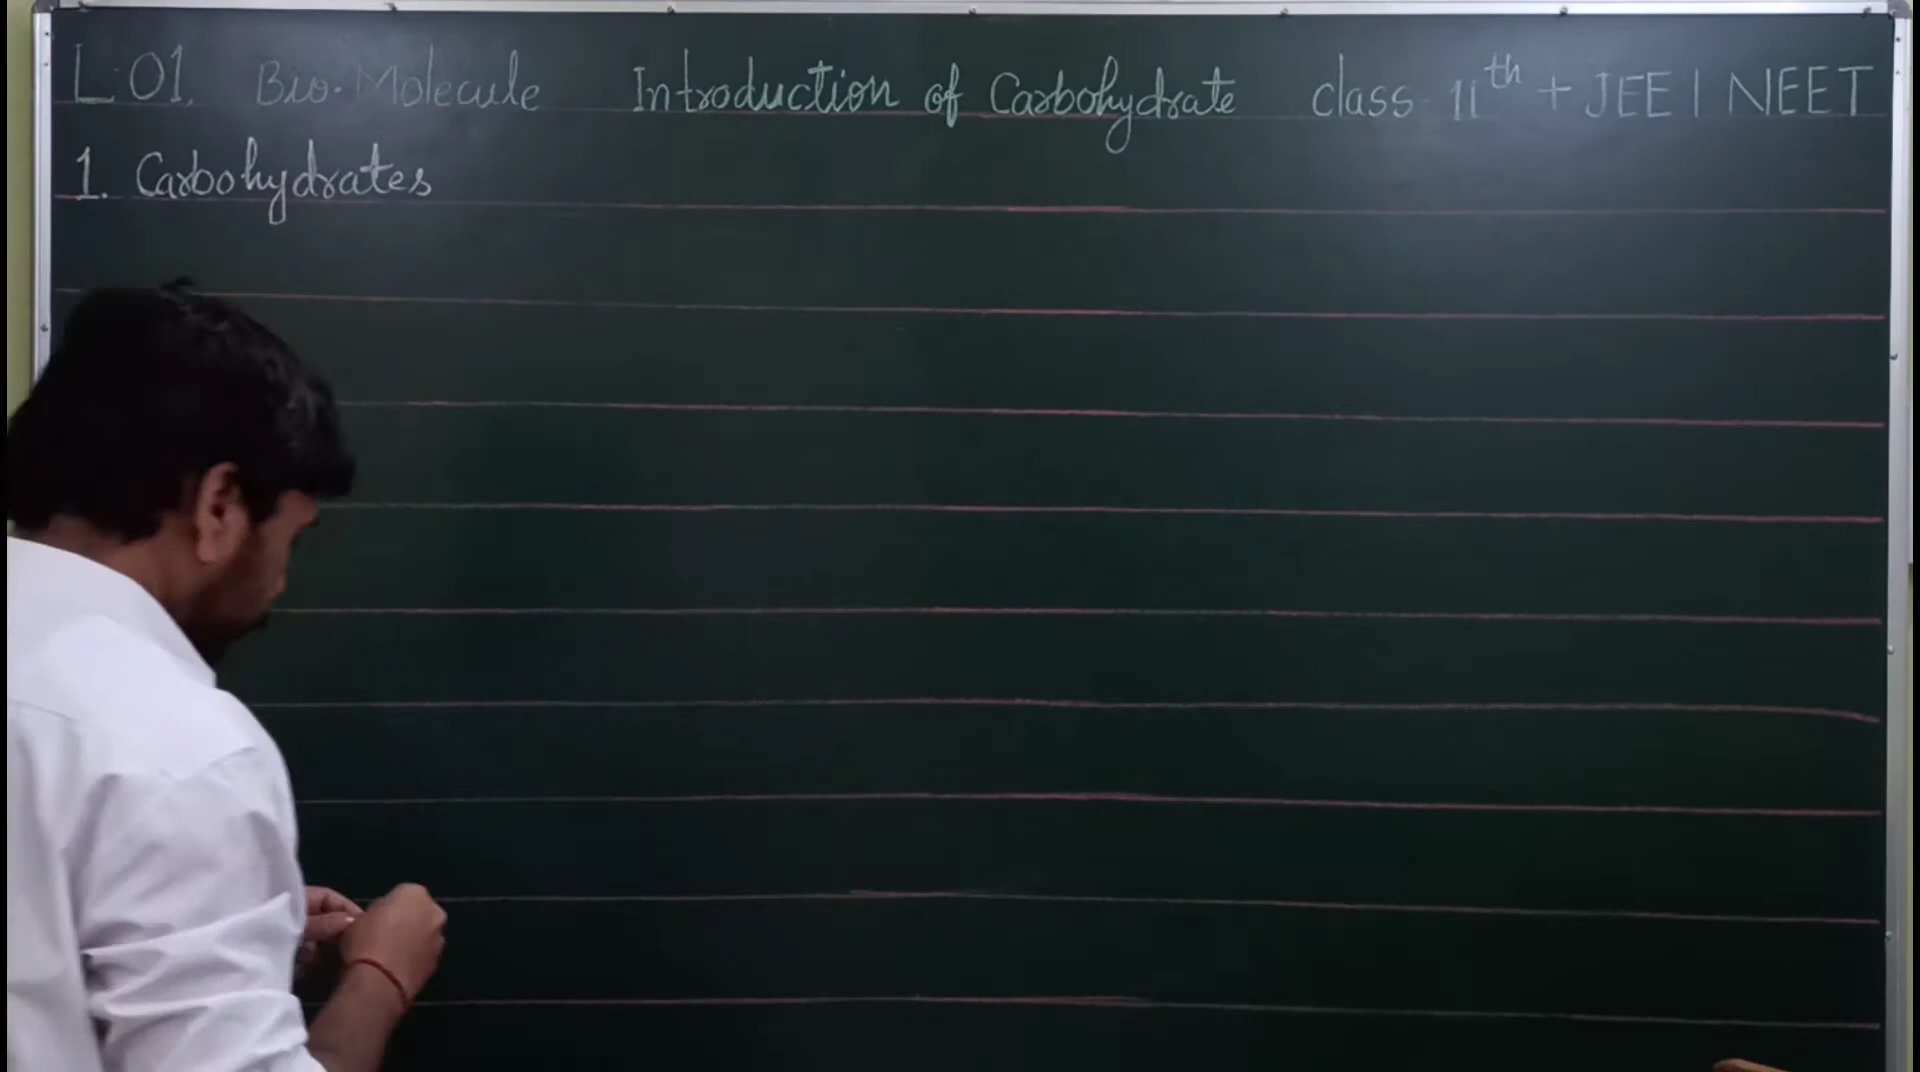 L.01. Bio-Molecule Introduction of Carbohydrate class 11th + JEE | NEET
1. Carbohydrates